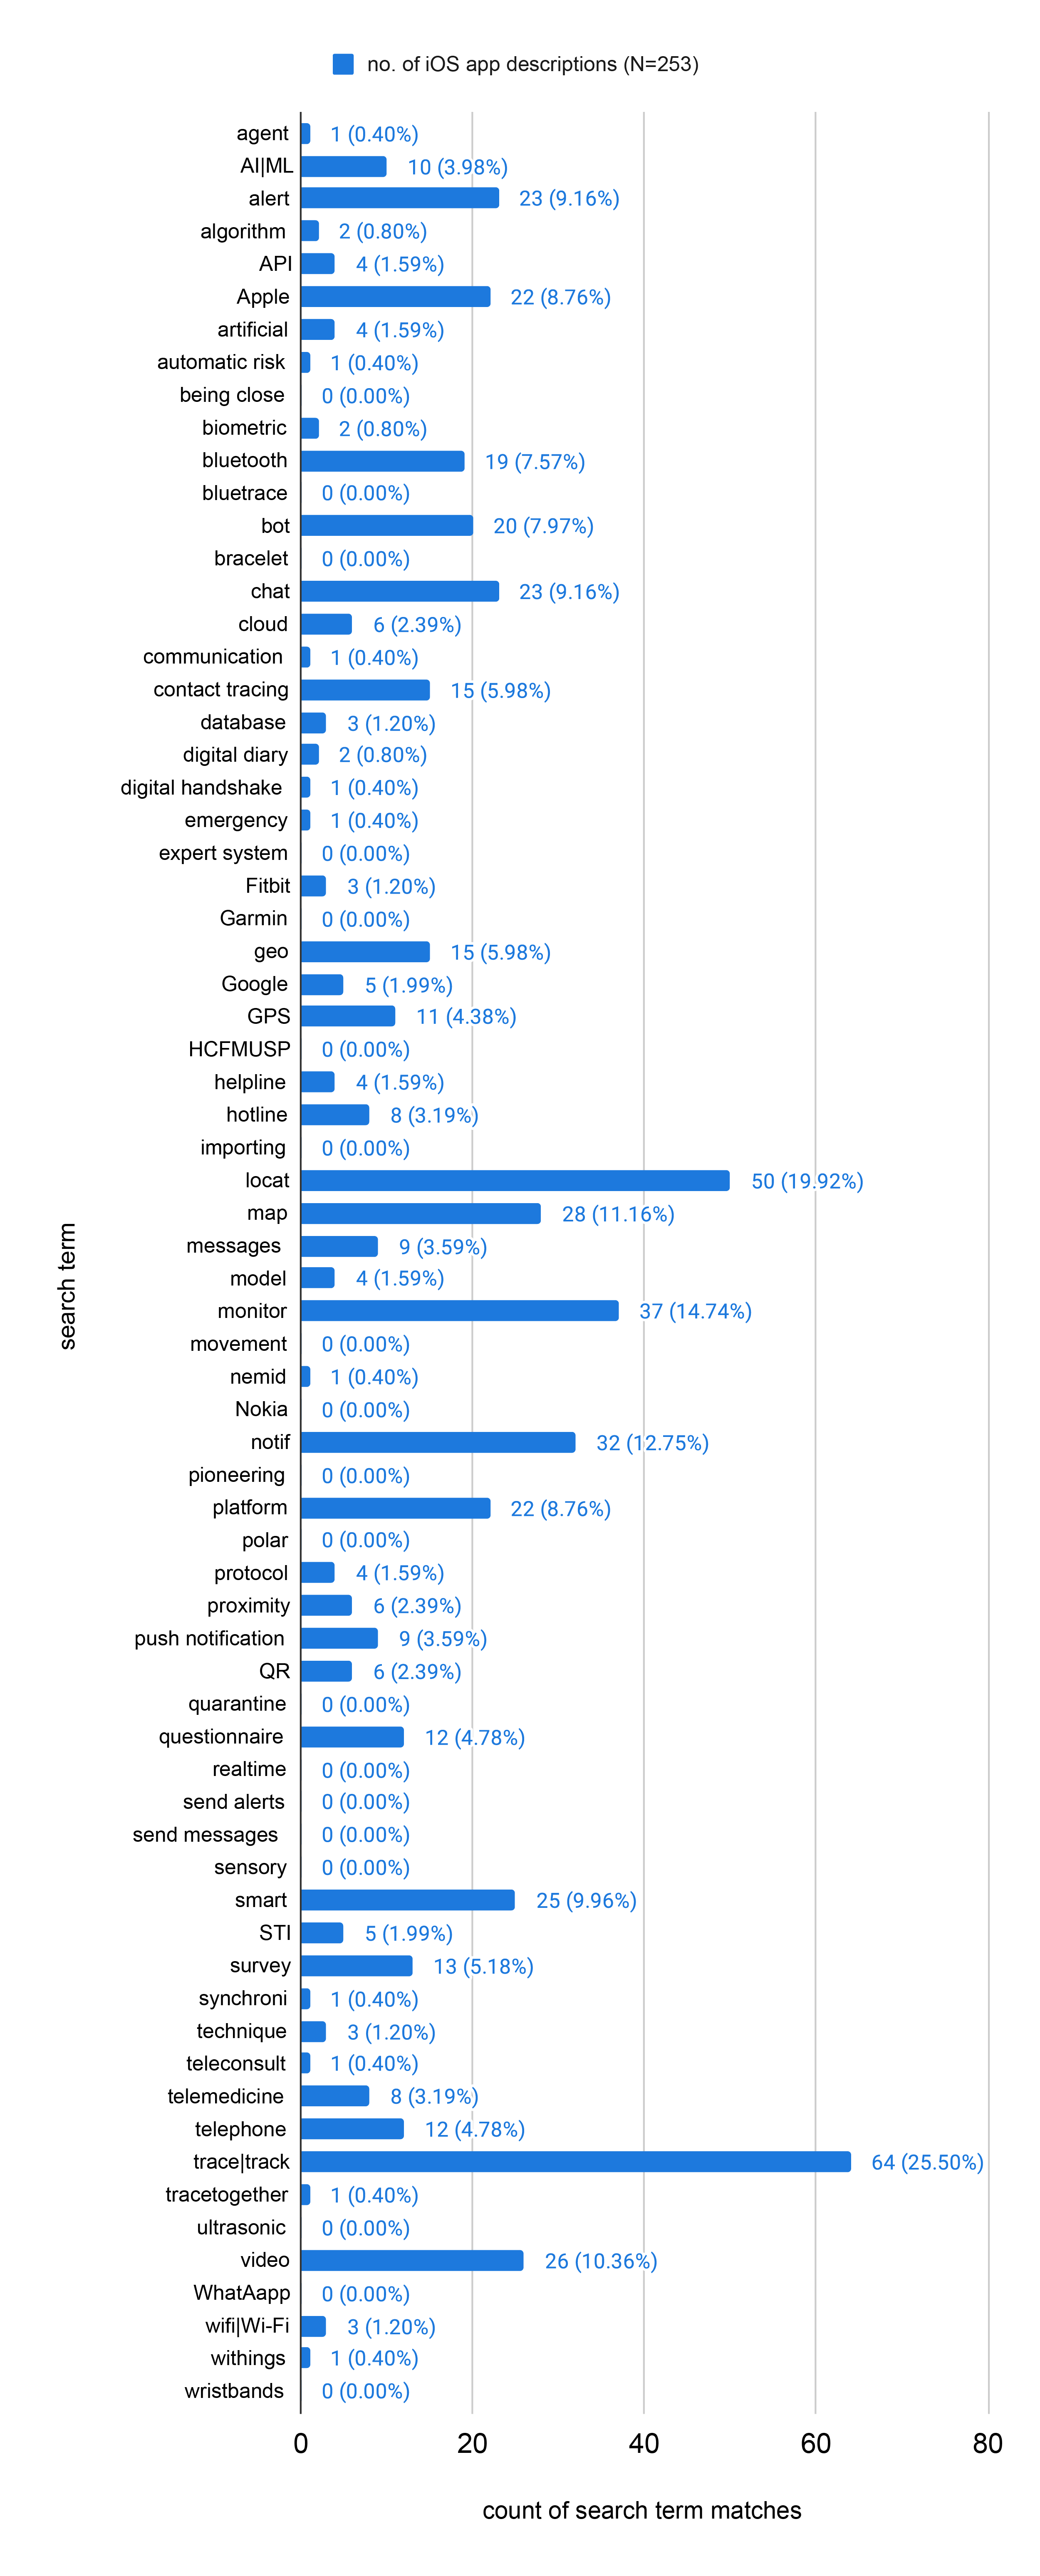 no. of iOS app descriptions (N=253)
agent 1 (0.40%)
AI|ML 10 (3.98%)
alert 23 (9.16%)
algorithm 2 (0.80%)
API 4 (1.59%)
Apple 22 (8.76%)
artificial 4 (1.59%)
automatic risk 1 (0.40%)
being close 0 (0.00%)
biometric 2 (0.80%)
bluetooth 19 (7.57%)
bluetrace 0 (0.00%)
bot 20 (7.97%)
bracelet 0 (0.00%)
chat 23 (9.16%)
cloud 6 (2.39%)
communication 1 (0.40%)
contact tracing 15 (5.98%)
database 3 (1.20%)
digital diary 2 (0.80%)
digital handshake 1 (0.40%)
emergency 1 (0.40%)
expert system 0 (0.00%)
Fitbit 3 (1.20%)
Garmin 0 (0.00%)
geo 15 (5.98%)
Google 5 (1.99%)
GPS 11 (4.38%)
HCFMUSP 0 (0.00%)
helpline 4 (1.59%)
hotline 8 (3.19%)
importing 0 (0.00%)
locat 50 (19.92%)
map 28 (11.16%)
messages 9 (3.59%)
model 4 (1.59%)
monitor 37 (14.74%)
movement 0 (0.00%)
nemid 1 (0.40%)
Nokia 0 (0.00%)
notif 32 (12.75%)
pioneering 0 (0.00%)
platform 22 (8.76%)
polar 0 (0.00%)
protocol 4 (1.59%)
proximity 6 (2.39%)
push notification 9 (3.59%)
QR 6 (2.39%)
quarantine 0 (0.00%)
questionnaire 12 (4.78%)
realtime 0 (0.00%)
send alerts 0 (0.00%)
send messages 0 (0.00%)
sensory 0 (0.00%)
smart 25 (9.96%)
STI 5 (1.99%)
survey 13 (5.18%)
synchroni 1 (0.40%)
technique 3 (1.20%)
teleconsult 1 (0.40%)
telemedicine 8 (3.19%)
telephone 12 (4.78%)
trace|track 64 (25.50%)
tracetogether 1 (0.40%)
ultrasonic 0 (0.00%)
video 26 (10.36%)
WhatAapp 0 (0.00%)
wifi|Wi-Fi 3 (1.20%)
withings 1 (0.40%)
wristbands 0 (0.00%)
search term
0 20 40 60 80
count of search term matches